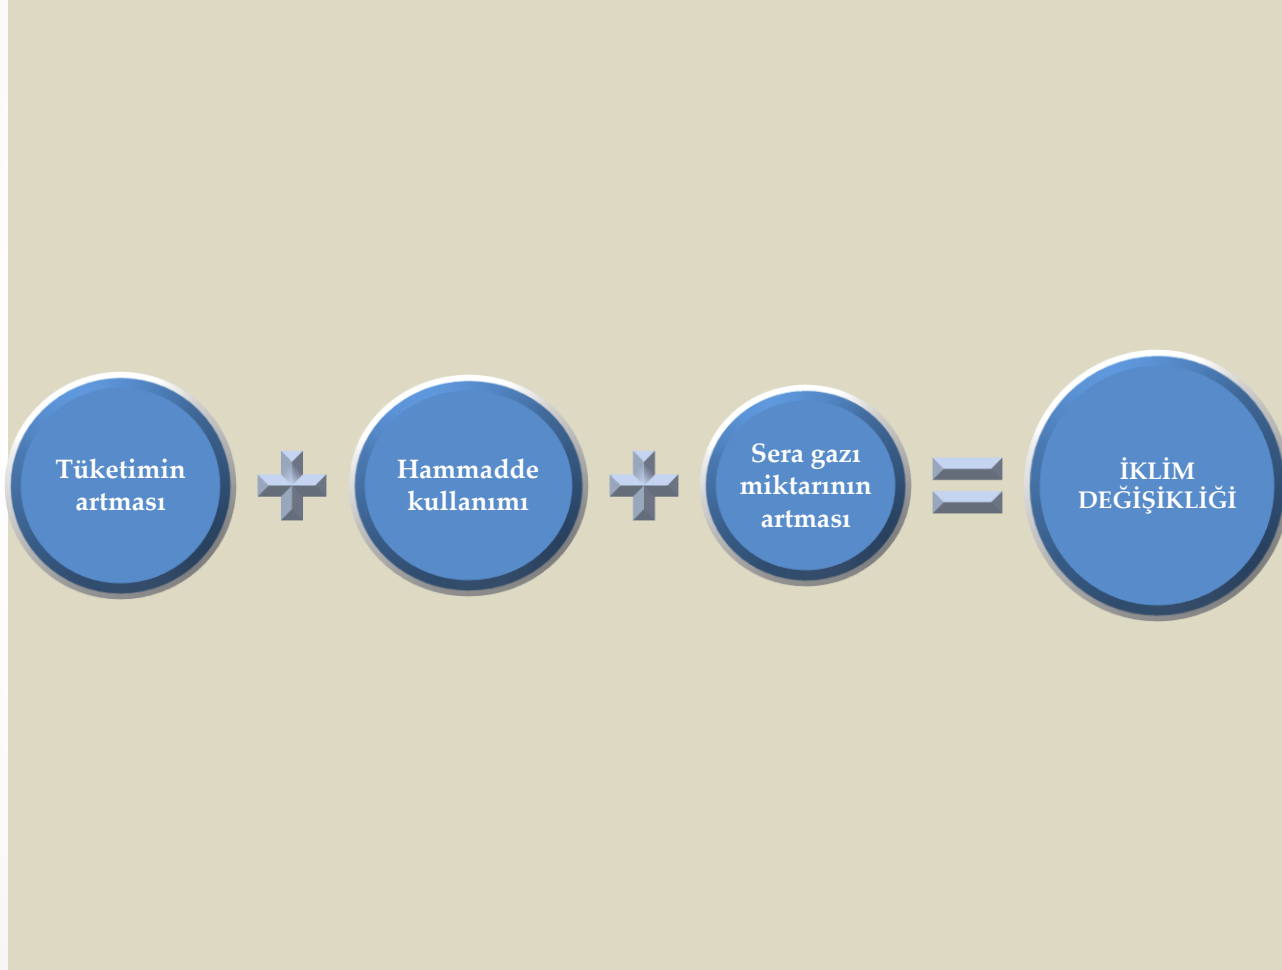 Tüketimin
artması
Hammadde
kullanımı
Sera gazı
miktarının
artması
İKLİM
DEĞİŞİKLİĞİ